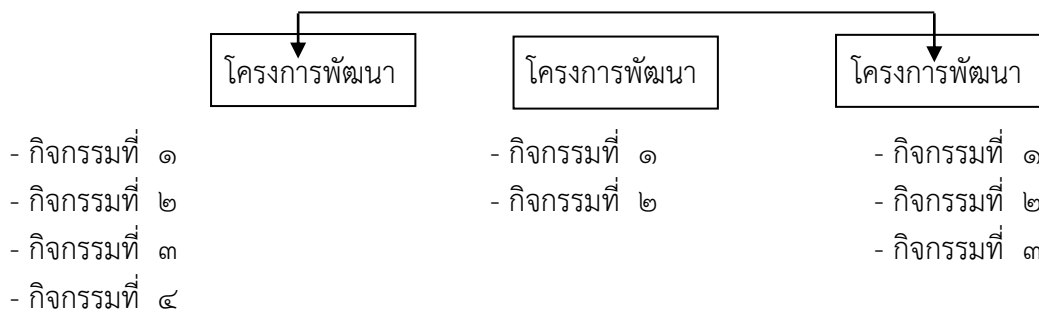 โครงการพัฒนา โครงการพัฒนา โครงการพัฒนา
- กิจกรรมที่ ๑ - กิจกรรมที่ ๑ - กิจกรรมที่ ๑
- กิจกรรมที่ ๒ - กิจกรรมที่ ๒ - กิจกรรมที่ ๒
- กิจกรรมที่ ๓ - กิจกรรมที่ ๓
- กิจกรรมที่ ๔